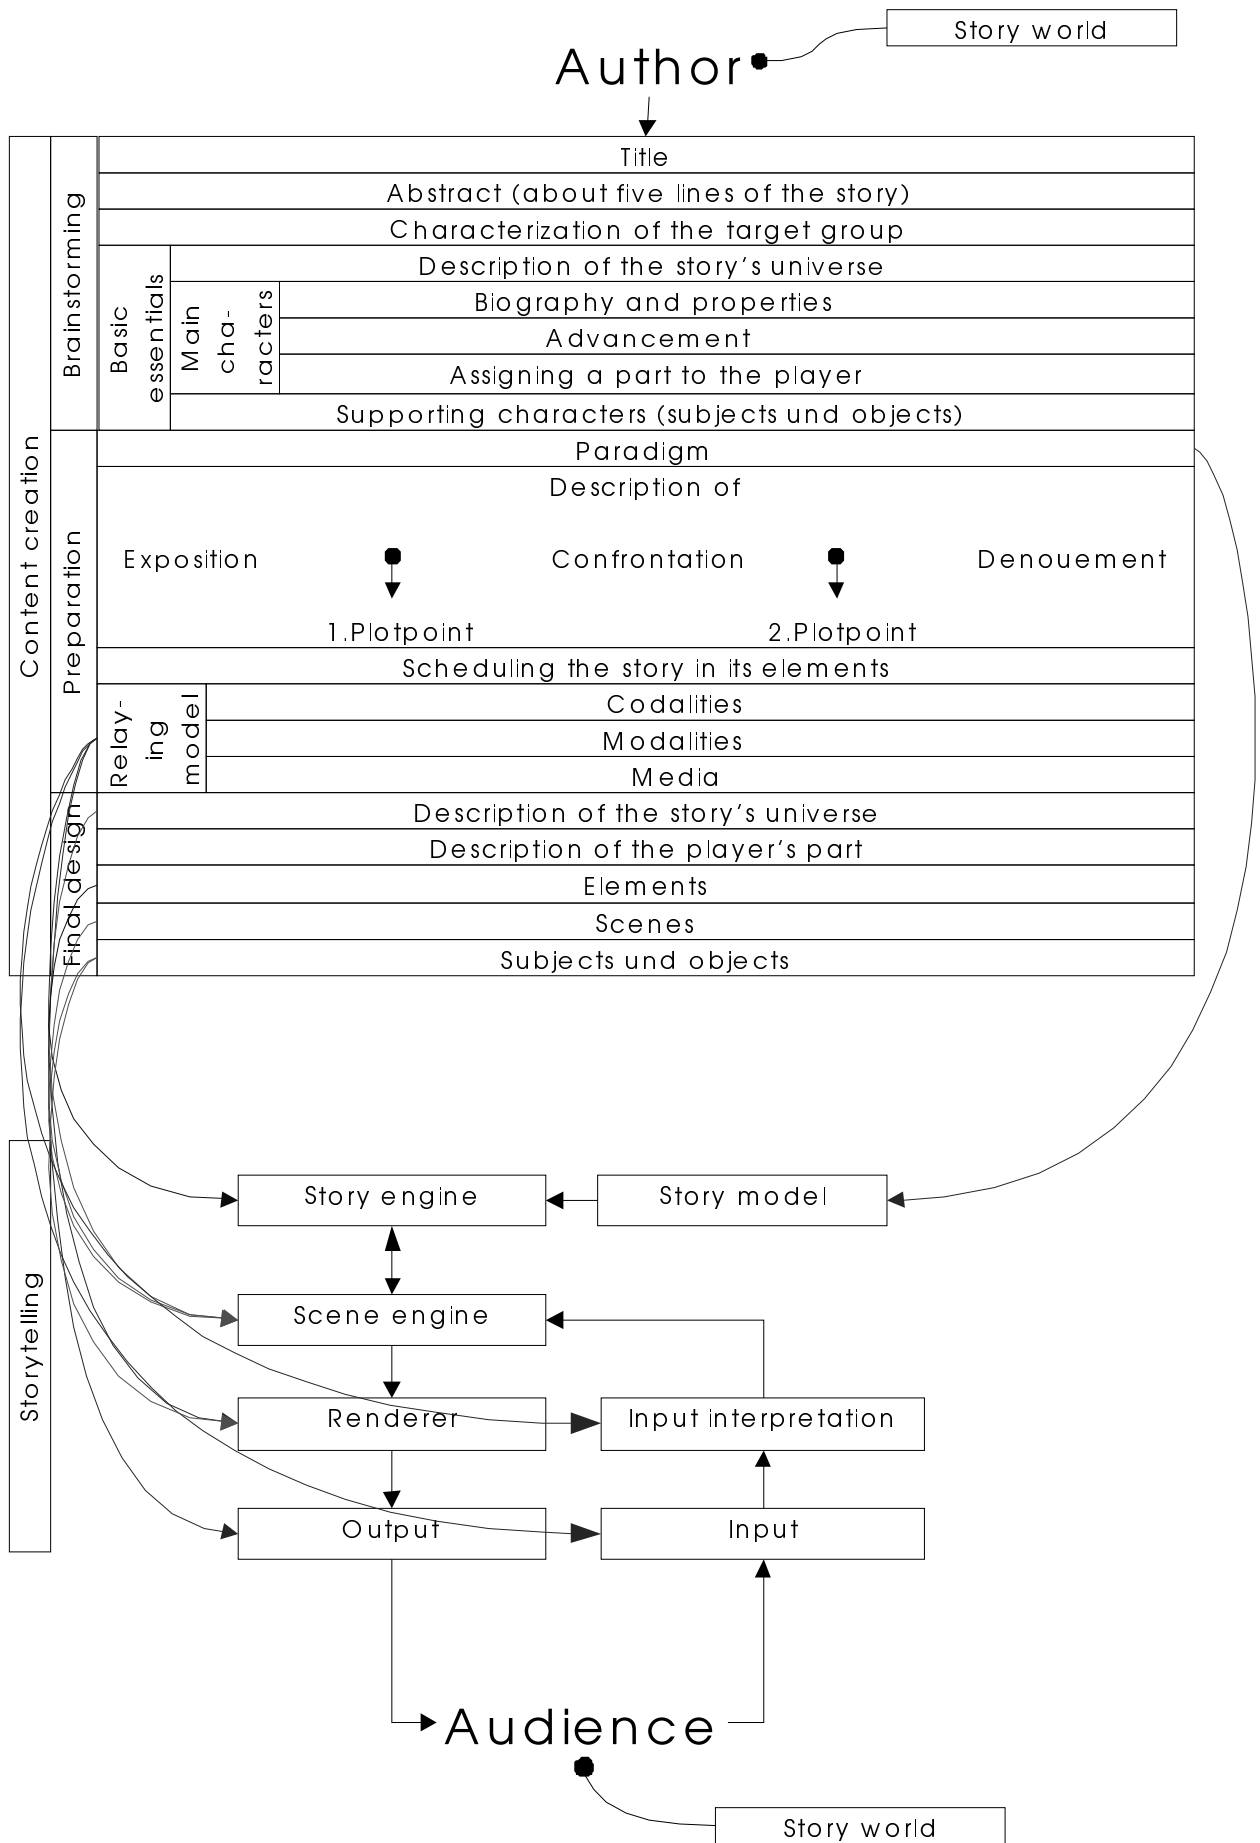 Story world
Author
Content creation
Brainstorming
Title
Abstract (about five lines of the story)
Characterization of the target group
Basic
essentials
Description of the story's universe
Main
cha-
racters
Biography and properties
Advancement
Assigning a part to the player
Supporting characters (subjects und objects)
Preparation
Paradigm
Description of
Exposition
Confrontation
Denouement
1.Plotpoint
2.Plotpoint
Scheduling the story in its elements
Relay-
ing
model
Codalities
Modalities
Media
Final design
Description of the story's universe
Description of the player's part
Elements
Scenes
Subjects und objects
Storytelling
Story engine
Story model
Scene engine
Renderer
Input interpretation
Output
Input
Audience
Story world